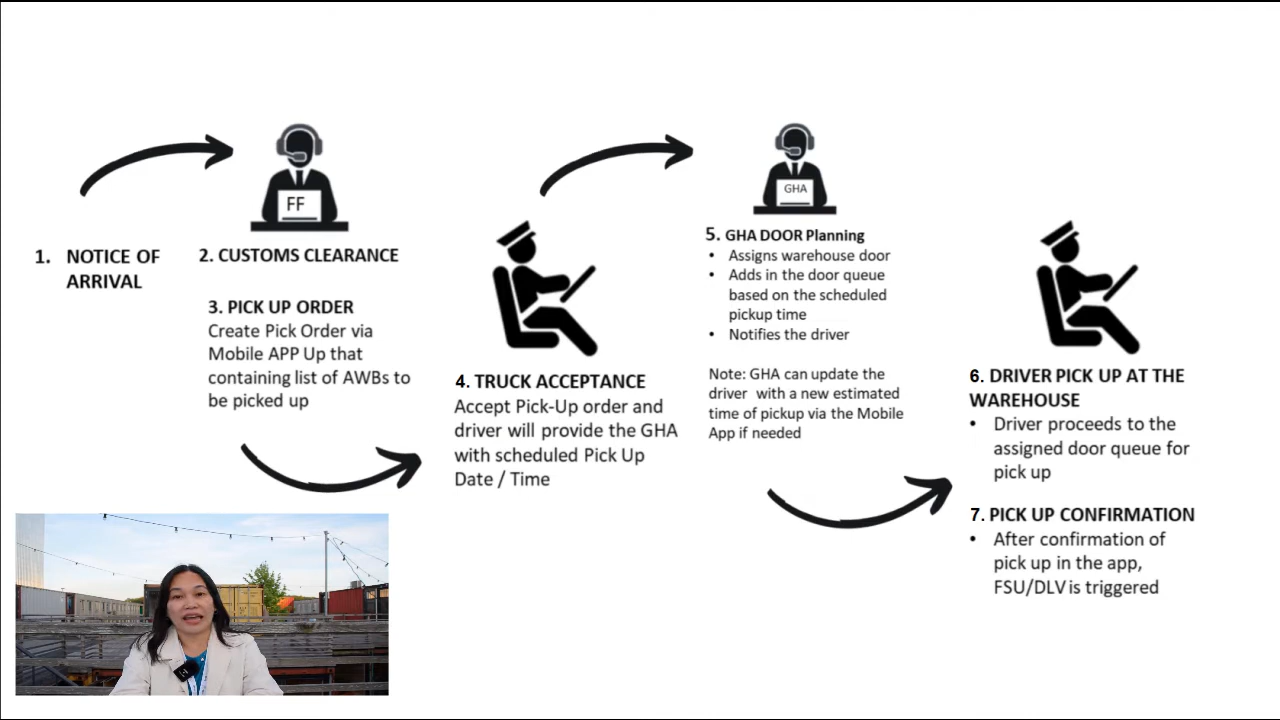 1. NOTICE OF
ARRIVAL
FF
2. CUSTOMS CLEARANCE
3. PICK UP ORDER
Create Pick Order via
Mobile APP Up that
containing list of AWBs to
be picked up
4. TRUCK ACCEPTANCE
Accept Pick-Up order and
driver will provide the GHA
with scheduled Pick Up
Date / Time
GHA
5. GHA DOOR Planning
• Assigns warehouse door
• Adds in the door queue
based on the scheduled
pickup time
• Notifies the driver
Note: GHA can update the
driver with a new estimated
time of pickup via the Mobile
App if needed
6. DRIVER PICK UP AT THE
WAREHOUSE
• Driver proceeds to the
assigned door queue for
pick up
7. PICK UP CONFIRMATION
• After confirmation of
pick up in the app,
FSU/DLV is triggered